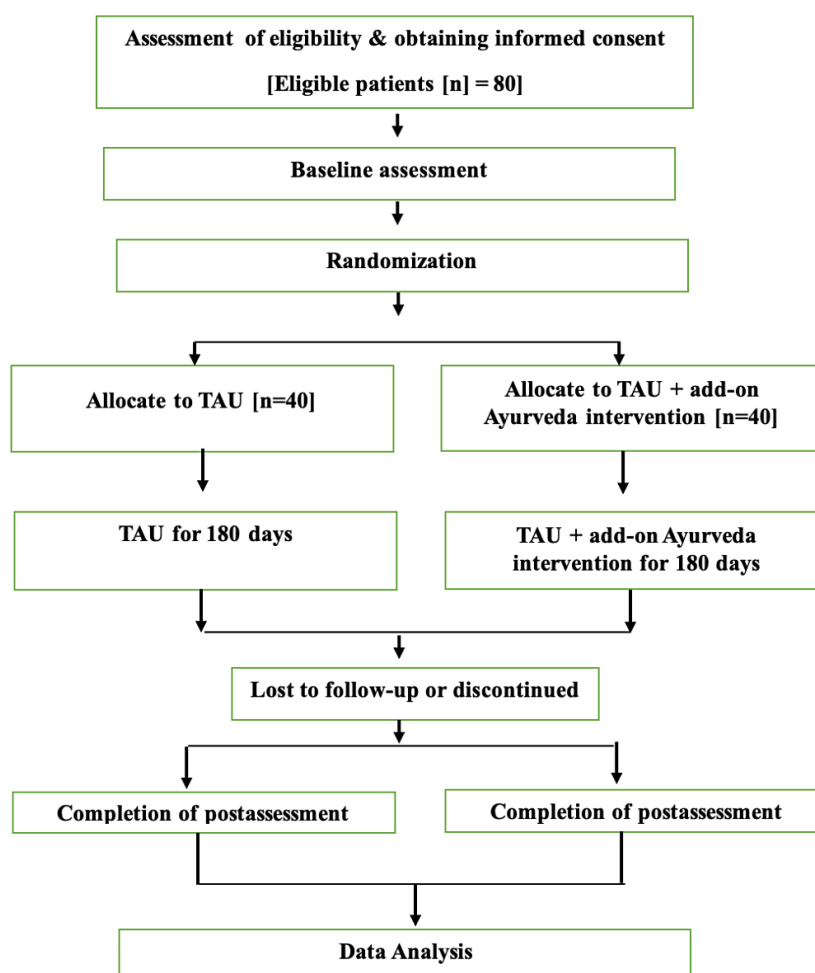 Assessment of eligibility & obtaining informed consent
[Eligible patients [n] = 80]
Baseline assessment
Randomization
Allocate to TAU [n=40]
Allocate to TAU + add-on
Ayurveda intervention [n=40]
TAU for 180 days
TAU + add-on Ayurveda
intervention for 180 days
Lost to follow-up or discontinued
Completion of postassessment
Completion of postassessment
Data Analysis